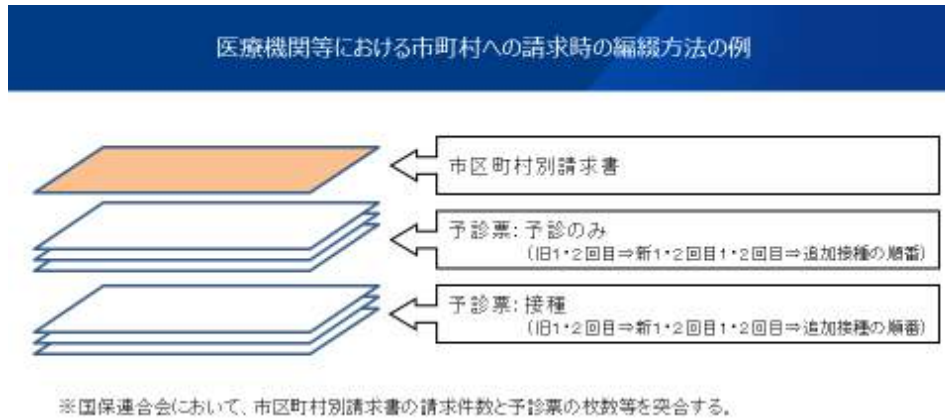 医療機関等における市町村への請求時の編綴方法の例
市区町村別請求書
予診票：予診のみ
（旧1・2回目⇒新1・2回目1・2回目⇒追加接種の順番）
予診票：接種
（旧1・2回目⇒新1・2回目1・2回目⇒追加接種の順番）
※国保連合会において、市区町村別請求書の請求件数と予診票の枚数等を突合する。